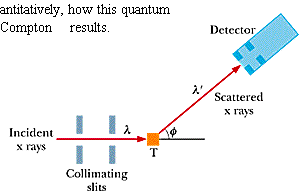 antitatively, how this quantum
Compton results.
Detector
λ'
Scattered
x rays
Incident
x rays
λ
ϕ
T
Collimating
slits